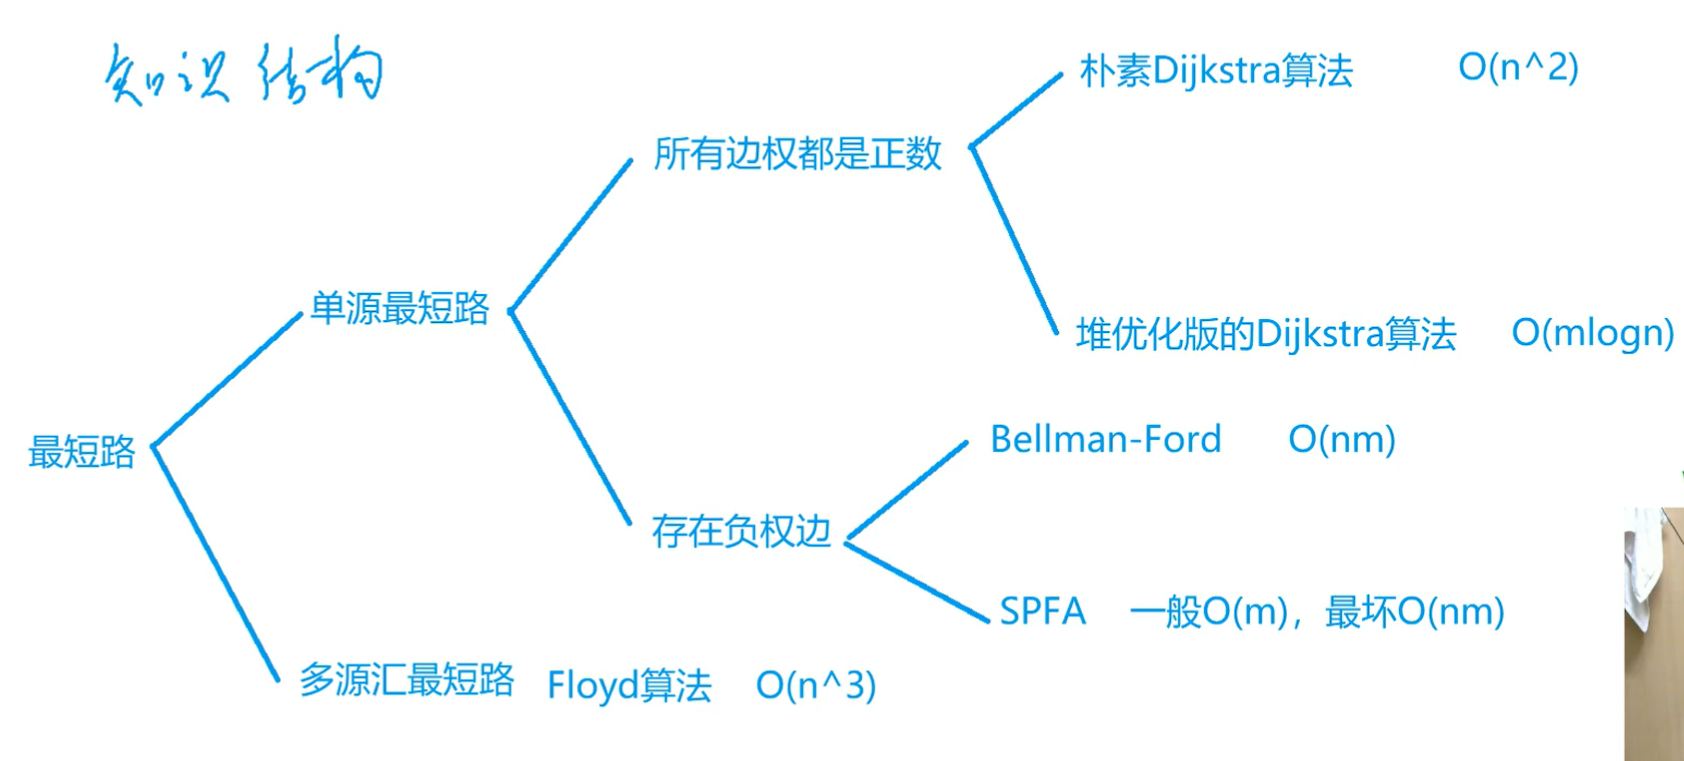 知识结构
朴素Dijkstra算法 O(n^2)
所有边权都是正数
单源最短路
堆优化版的Dijkstra算法 O(mlogn)
最短路
Bellman-Ford O(nm)
存在负权边
SPFA 一般O(m)，最坏O(nm)
多源汇最短路 Floyd算法 O(n^3)